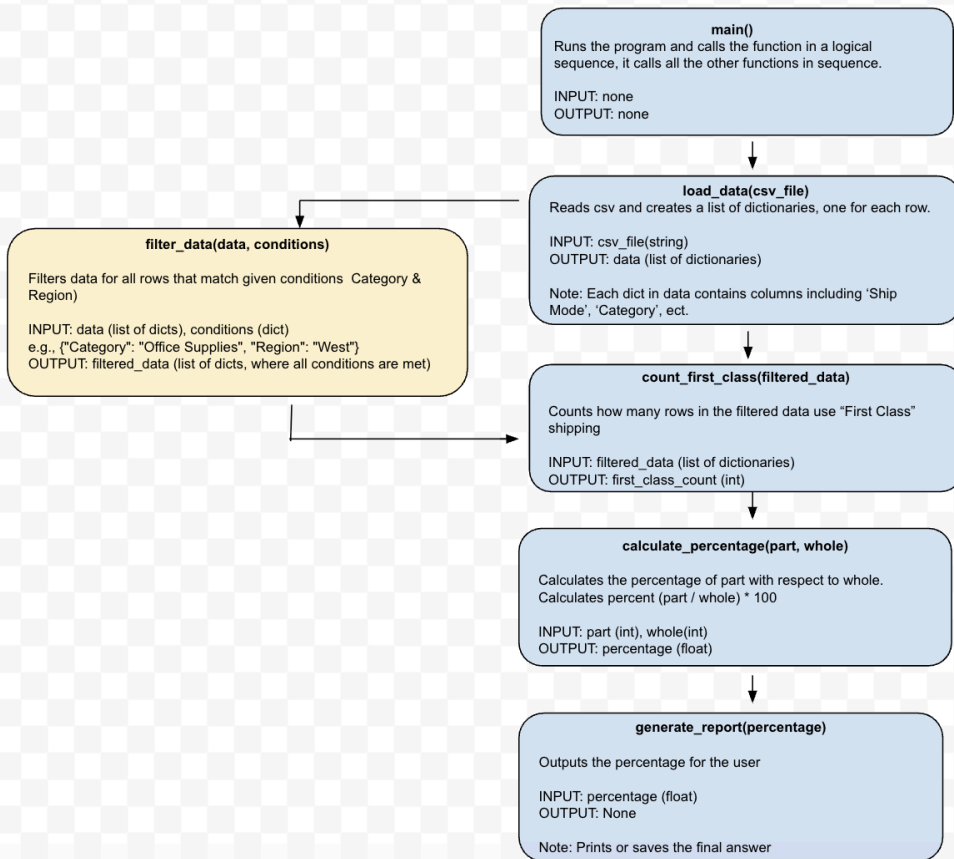 main()
Runs the program and calls the function in a logical
sequence, it calls all the other functions in sequence.
INPUT: none
OUTPUT: none
load_data(csv_file)
Reads csv and creates a list of dictionaries, one for each row.
INPUT: csv_file(string)
OUTPUT: data (list of dictionaries)
Note: Each dict in data contains columns including ‘Ship
Mode’, ‘Category’, ect.
filter_data(data, conditions)
Filters data for all rows that match given conditions  Category &
Region)
INPUT: data (list of dicts), conditions (dict)
e.g., {"Category": "Office Supplies", "Region": "West"}
OUTPUT: filtered_data (list of dicts, where all conditions are met)
count_first_class(filtered_data)
Counts how many rows in the filtered data use “First Class”
shipping
INPUT: filtered_data (list of dictionaries)
OUTPUT: first_class_count (int)
calculate_percentage(part, whole)
Calculates the percentage of part with respect to whole.
Calculates percent (part / whole) * 100
INPUT: part (int), whole(int)
OUTPUT: percentage (float)
generate_report(percentage)
Outputs the percentage for the user
INPUT: percentage (float)
OUTPUT: None
Note: Prints or saves the final answer